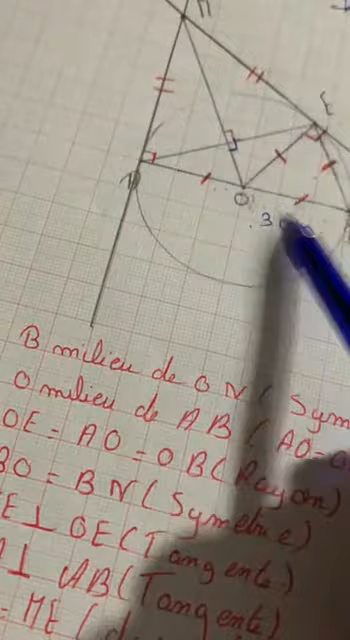 E
O
3
B milieu de O N ( Sym
O milieu de AB ( AO=O
OE = AO = OB ( Rayon )
BO = BN ( Symetrie )
E ⊥ OE ( Tangente )
⊥ AB ( Tangente )
= ME (